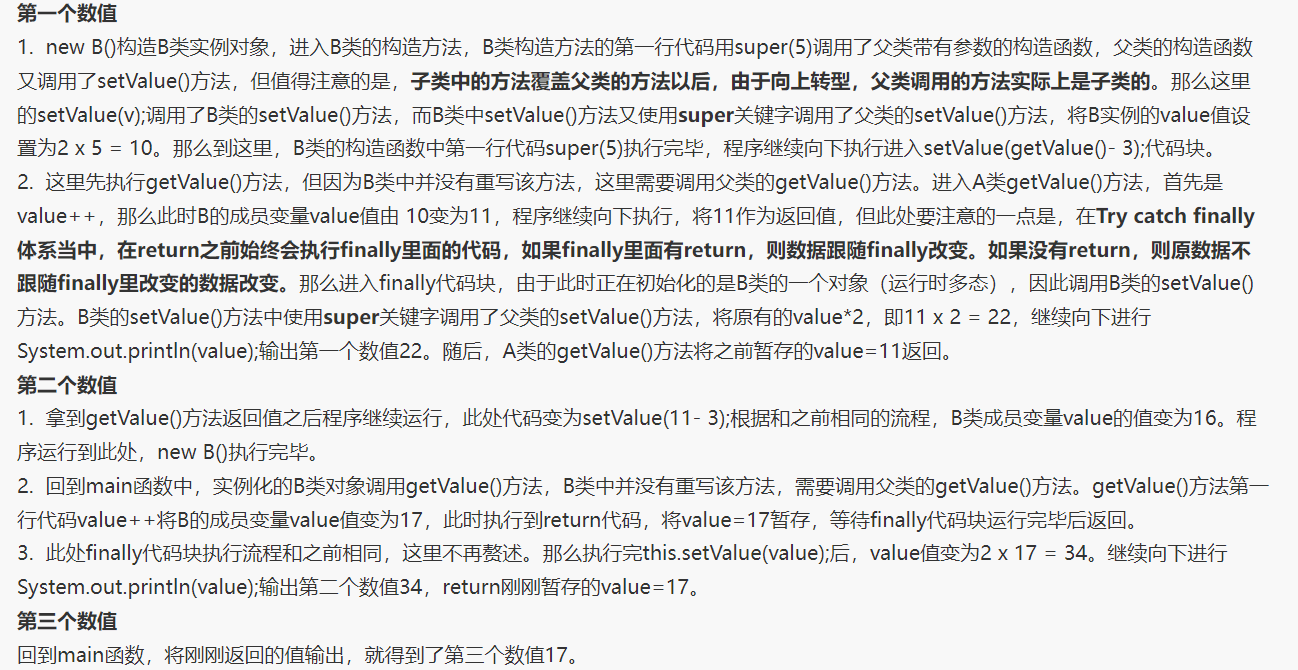 第一个数值
1. new B()构造B类实例对象，进入B类的构造方法，B类构造方法的第一行代码用super(5)调用了父类带有参数的构造函数，父类的构造函数
又调用了setValue()方法，但值得注意的是，子类中的方法覆盖父类的方法以后，由于向上转型，父类调用的方法实际上是子类的。那么这里
的setValue(v);调用了B类的setValue()方法，而B类中setValue()方法又使用super关键字调用了父类的setValue()方法，将B实例的value值设
置为2 x 5 = 10。那么到这里，B类的构造函数中第一行代码super(5)执行完毕，程序继续向下执行进入setValue(getValue()- 3);代码块。
2. 这里先执行getValue()方法，但因为B类中并没有重写该方法，这里需要调用父类的getValue()方法。进入A类getValue()方法，首先是
value++，那么此时B的成员变量value值由 10变为11，程序继续向下执行，将11作为返回值，但此处要注意的一点是，在Try catch finally
体系当中，在return之前始终会执行finally里面的代码，如果finally里面有return，则数据跟随finally改变。如果没有return，则原数据不
跟随finally里改变的数据改变。那么进入finally代码块，由于此时正在初始化的是B类的一个对象（运行时多态），因此调用B类的setValue()
方法。B类的setValue()方法中使用super关键字调用了父类的setValue()方法，将原有的value*2，即11 x 2 = 22，继续向下进行
System.out.println(value);输出第一个数值22。随后，A类的getValue()方法将之前暂存的value=11返回。
第二个数值
1. 拿到getValue()方法返回值之后程序继续运行，此处代码变为setValue(11- 3);根据和之前相同的流程，B类成员变量value的值变为16。程
序运行到此处，new B()执行完毕。
2. 回到main函数中，实例化的B类对象调用getValue()方法，B类中并没有重写该方法，需要调用父类的getValue()方法。getValue()方法第一
行代码value++将B的成员变量value值变为17，此时执行到return代码，将value=17暂存，等待finally代码块运行完毕后返回。
3. 此处finally代码块执行流程和之前相同，这里不再赘述。那么执行完this.setValue(value);后，value值变为2 x 17 = 34。继续向下进行
System.out.println(value);输出第二个数值34，return刚刚暂存的value=17。
第三个数值
回到main函数，将刚刚返回的值输出，就得到了第三个数值17。